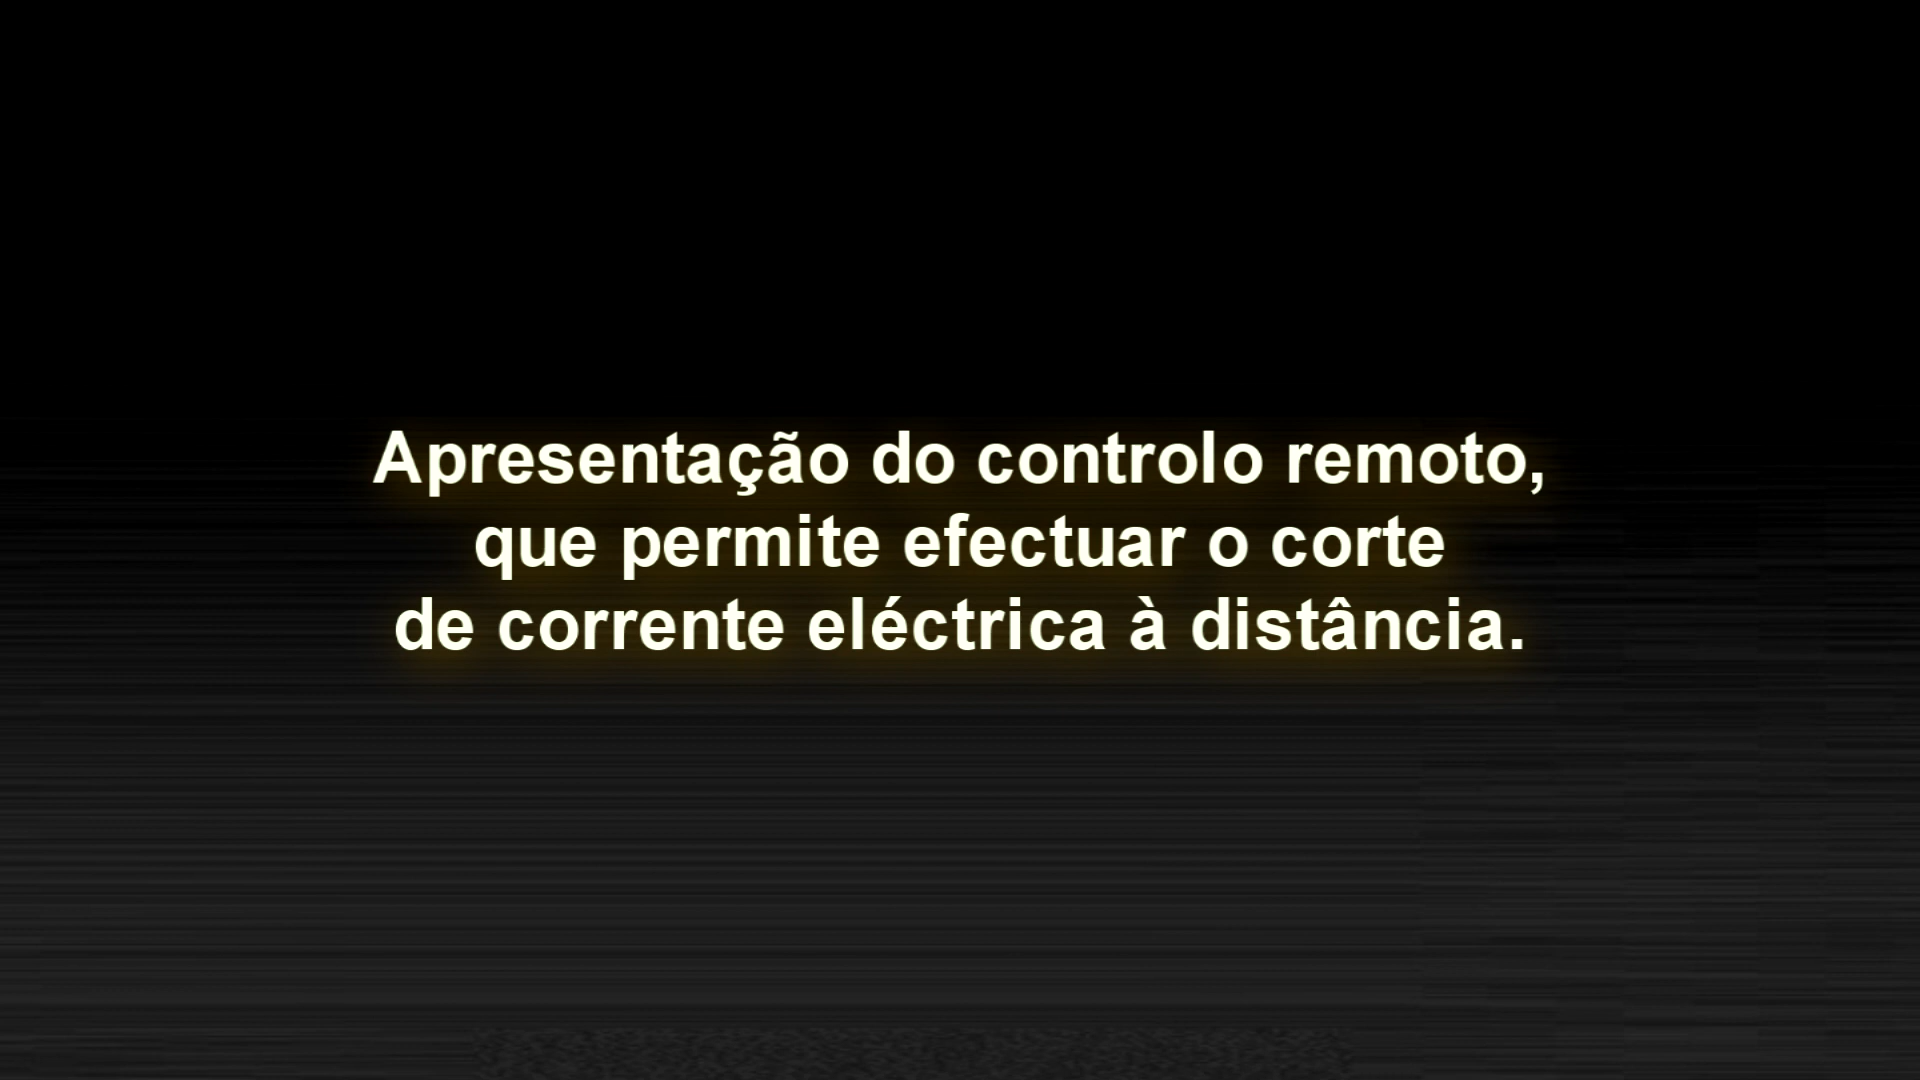 Apresentação do controlo remoto,
que permite efectuar o corte
de corrente eléctrica à distância.